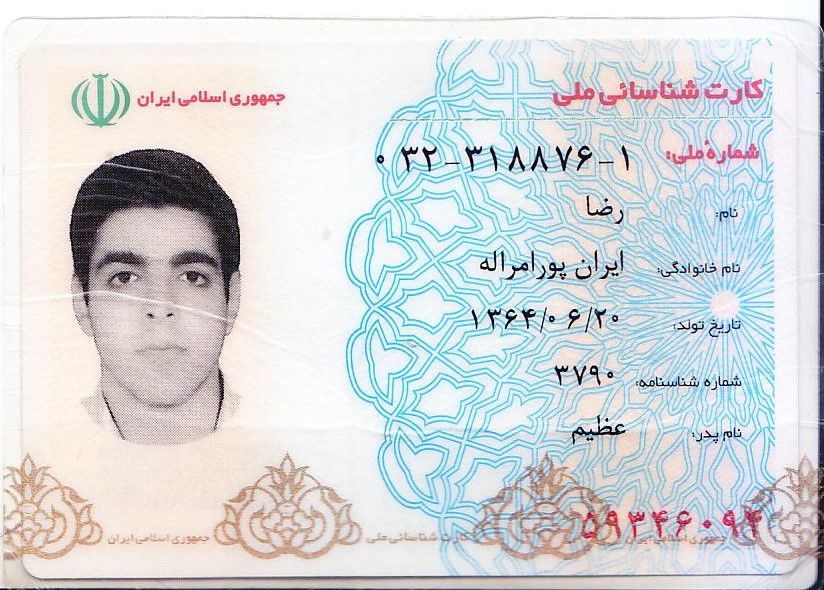 کارت شناسائی ملی
جمهوری اسلامی ایران
شمارهٔ ملی: ۰۳۲-۳۱۸۸۷۶-۱
نام: رضا
نام خانوادگی: ایران پورامراله
تاریخ تولد: ۱۳۶۴/۰۶/۲۰
شماره شناسنامه: ۳۷۹۰
نام پدر: عظیم
۵۹۳۴۶۰۹۴
جمهوری اسلامی ایران کارت شناسائی ملی جمهوری اسلامی ایران